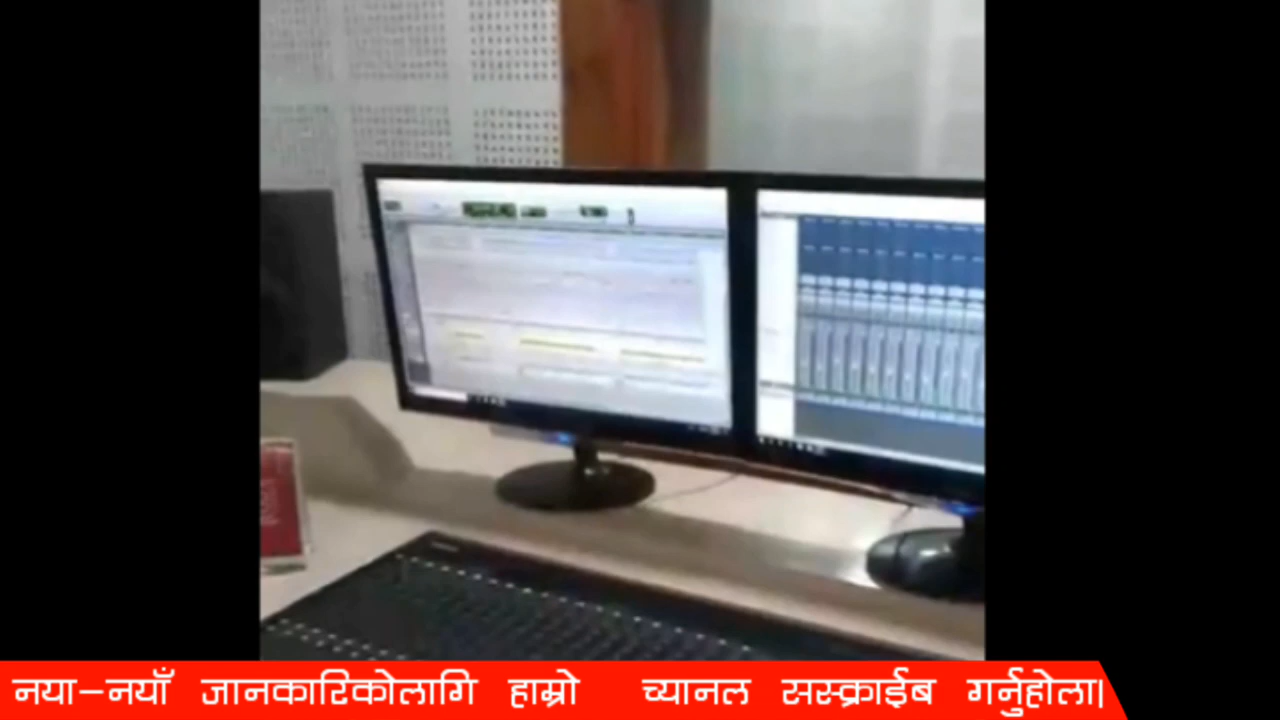 नया–नयाँ जानकारिकोलागि हाम्रो च्यानल सस्क्राईब गर्नुहोला।